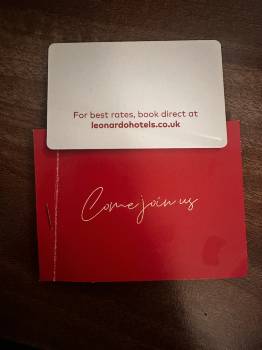 For best rates, book direct at
leonardohotels.co.uk
Come join us